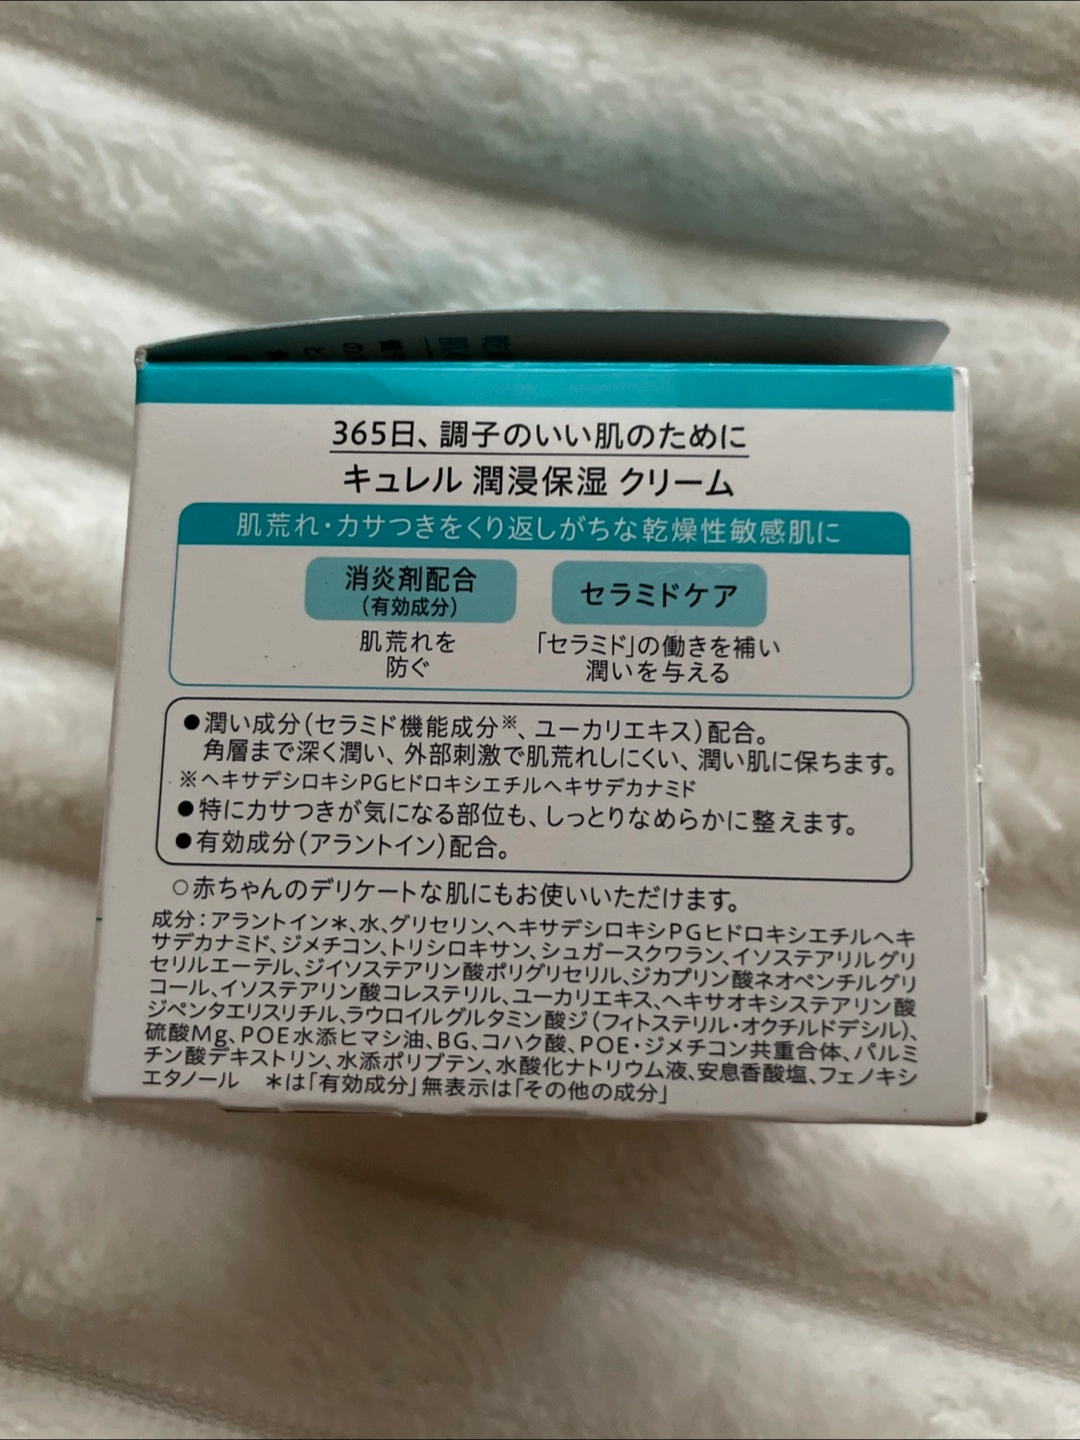 365日、調子のいい肌のために
キュレル 潤浸保湿 クリーム
肌荒れ・カサつきをくり返しがちな乾燥性敏感肌に
消炎剤配合
(有効成分)
肌荒れを
防ぐ
セラミドケア
「セラミド」の働きを補い
潤いを与える
●潤い成分(セラミド機能成分※、ユーカリエキス)配合。
角層まで深く潤い、外部刺激で肌荒れしにくい、潤い肌に保ちます。
※ヘキサデシロキシPGヒドロキシエチルヘキサデカナミド
●特にカサつきが気になる部位も、しっとりなめらかに整えます。
●有効成分(アラントイン)配合。
○赤ちゃんのデリケートな肌にもお使いいただけます。
成分：アラントイン＊、水、グリセリン、ヘキサデシロキシPGヒドロキシエチルヘキ
サデカナミド、ジメチコン、トリシロキサン、シュガースクワラン、イソステアリルグリ
セリルエーテル、ジイソステアリン酸ポリグリセリル、ジカプリン酸ネオペンチルグリ
コール、イソステアリン酸コレステリル、ユーカリエキス、ヘキサオキシステアリン酸
ジペンタエリスリチル、ラウロイルグルタミン酸ジ(フィトステリル・オクチルドデシル)、
硫酸Mg、POE水添ヒマシ油、BG、コハク酸、POE・ジメチコン共重合体、パルミ
チン酸デキストリン、水添ポリブテン、水酸化ナトリウム液、安息香酸塩、フェノキシ
エタノール　＊は「有効成分」無表示は「その他の成分」